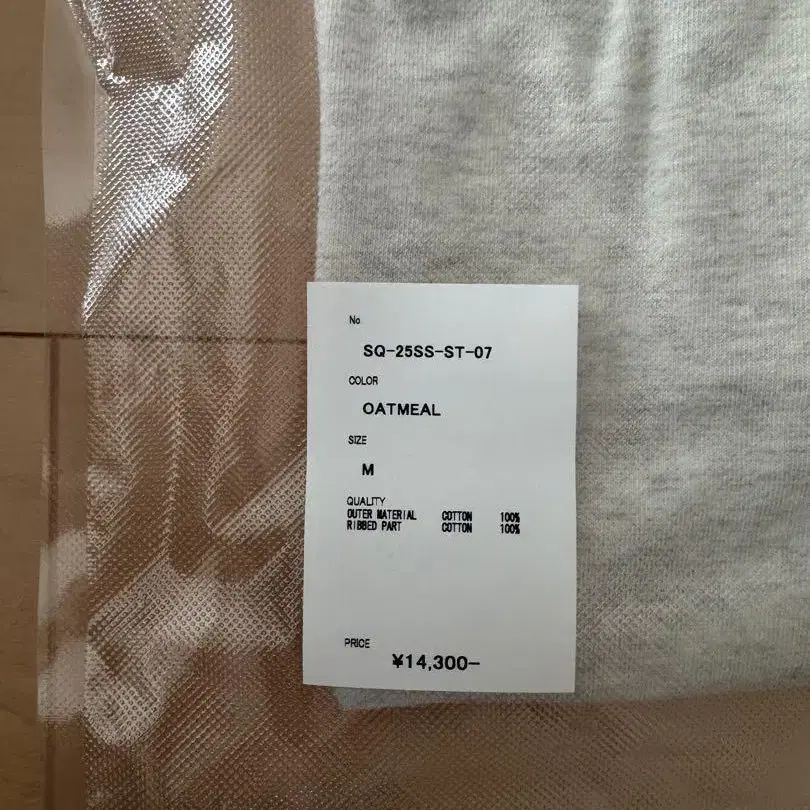 No
SQ-25SS-ST-07
COLOR
OATMEAL
SIZE
M
QUALITY
OUTER MATERIAL COTTON 100%
RIBBED PART COTTON 100%
PRICE
¥14,300-